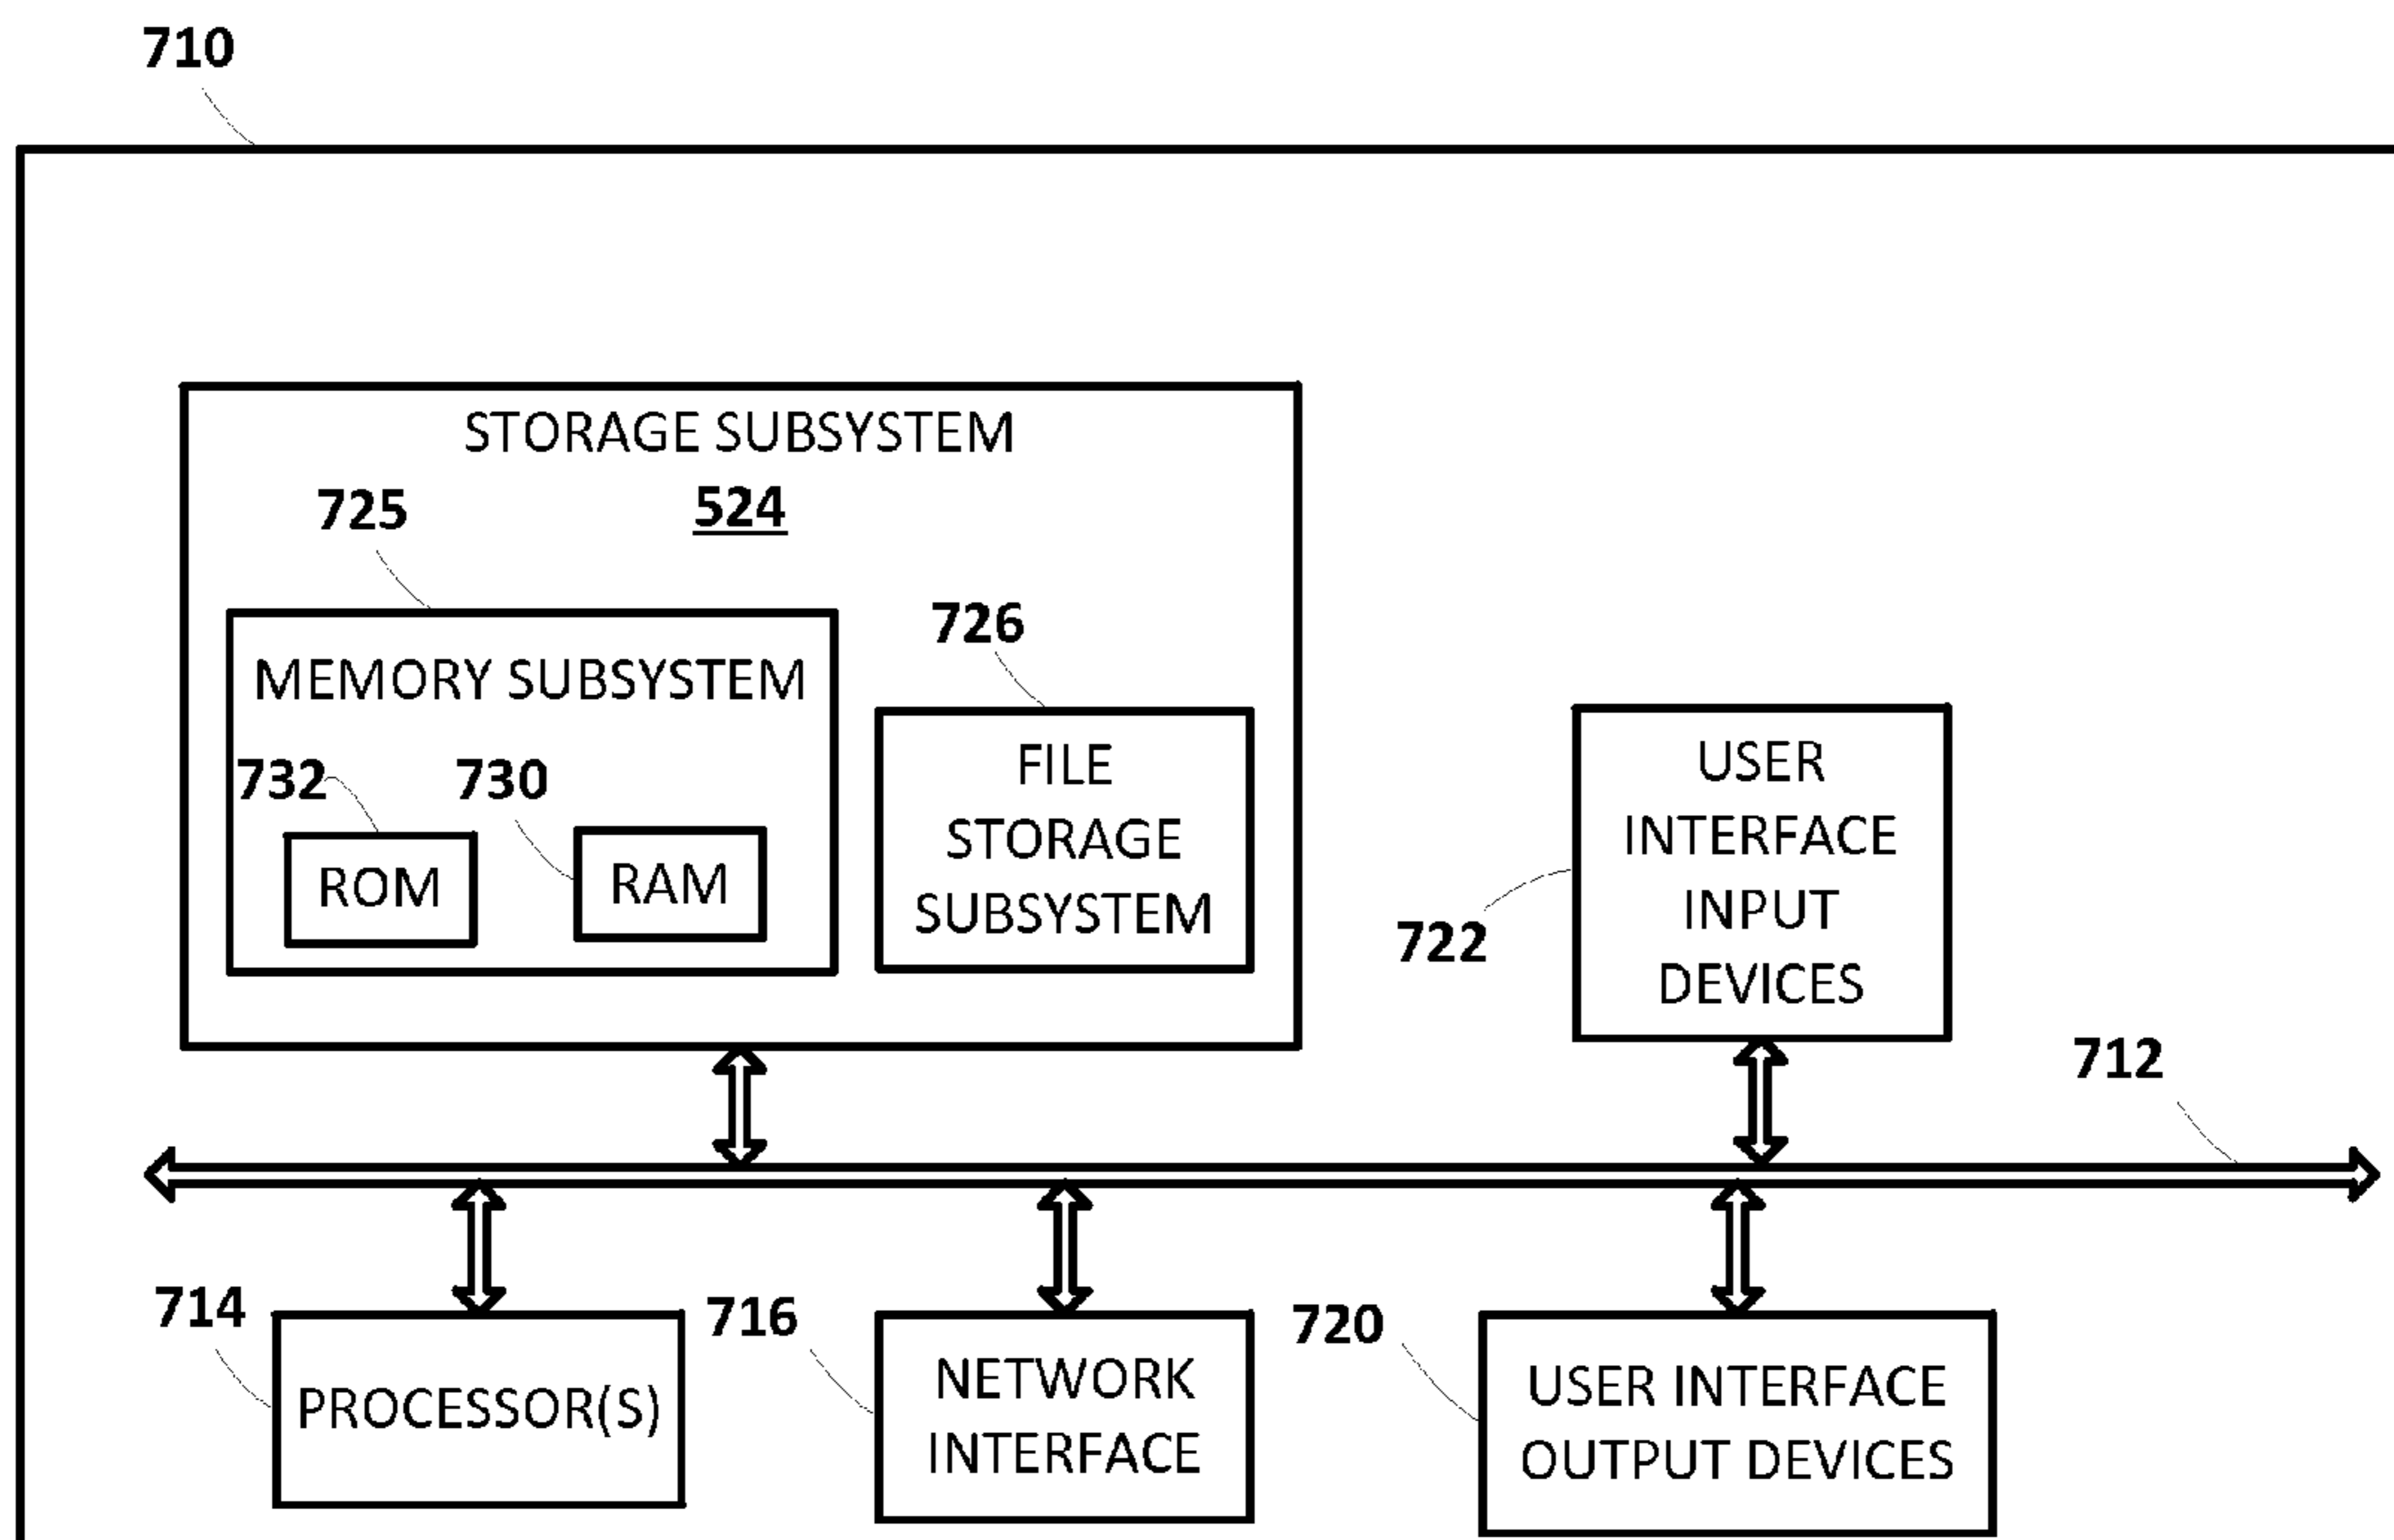 710
STORAGE SUBSYSTEM
524
725
726
MEMORY SUBSYSTEM
732
730
ROM
RAM
FILE
STORAGE
SUBSYSTEM
USER
INTERFACE
INPUT
DEVICES
722
712
714
PROCESSOR(S)
716
NETWORK
INTERFACE
720
USER INTERFACE
OUTPUT DEVICES